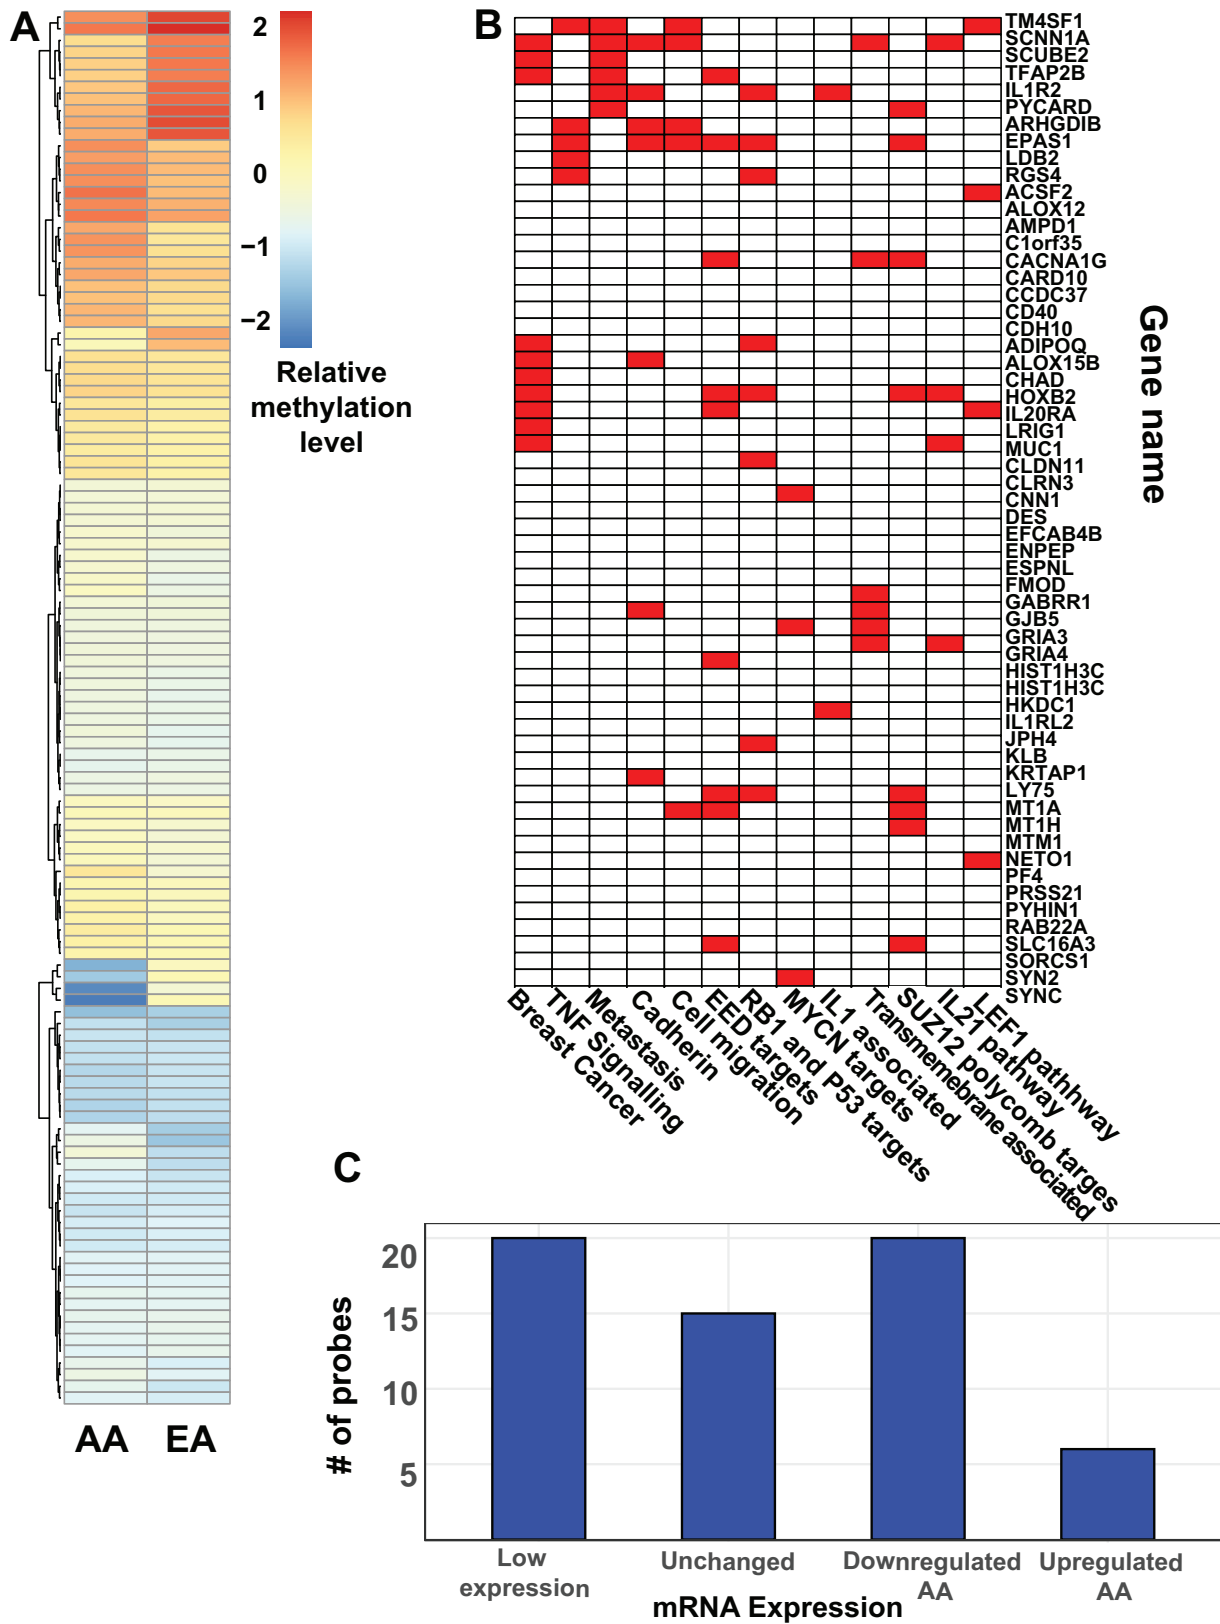 A
2
1
0
−1
−2
Relative
methylation
level
AA
EA
B
TM4SF1
SCNN1A
SCUBE2
TFAP2B
IL1R2
PYCARD
ARHGDIB
EPAS1
LDB2
RGS4
ACSF2
ALOX12
AMPD1
C1orf35
CACNA1G
CARD10
CCDC37
CD40
CDH10
ADIPOQ
ALOX15B
CHAD
HOXB2
IL20RA
LRIG1
MUC1
CLDN11
CLRN3
CNN1
DES
EFCAB4B
ENPEP
ESPNL
FMOD
GABRR1
GJB5
GRIA3
GRIA4
HIST1H3C
HIST1H3C
HKDC1
IL1RL2
JPH4
KLB
KRTAP1
LY75
MT1A
MT1H
MTM1
NETO1
PF4
PRSS21
PYHIN1
RAB22A
SLC16A3
SORCS1
SYN2
SYNC
Gene name
Breast Cancer
TNF Signalling
Metastasis
Cadherin
Cell migration
EED targets
RB1 and P53 targets
MYCN targets
IL1 associated
Transmemebrane associated
SUZ12 polycomb targes
IL21 pathway
LEF1 pathhway
C
# of probes
20
15
10
5
Low
expression
Unchanged
Downregulated
AA
Upregulated
AA
mRNA Expression